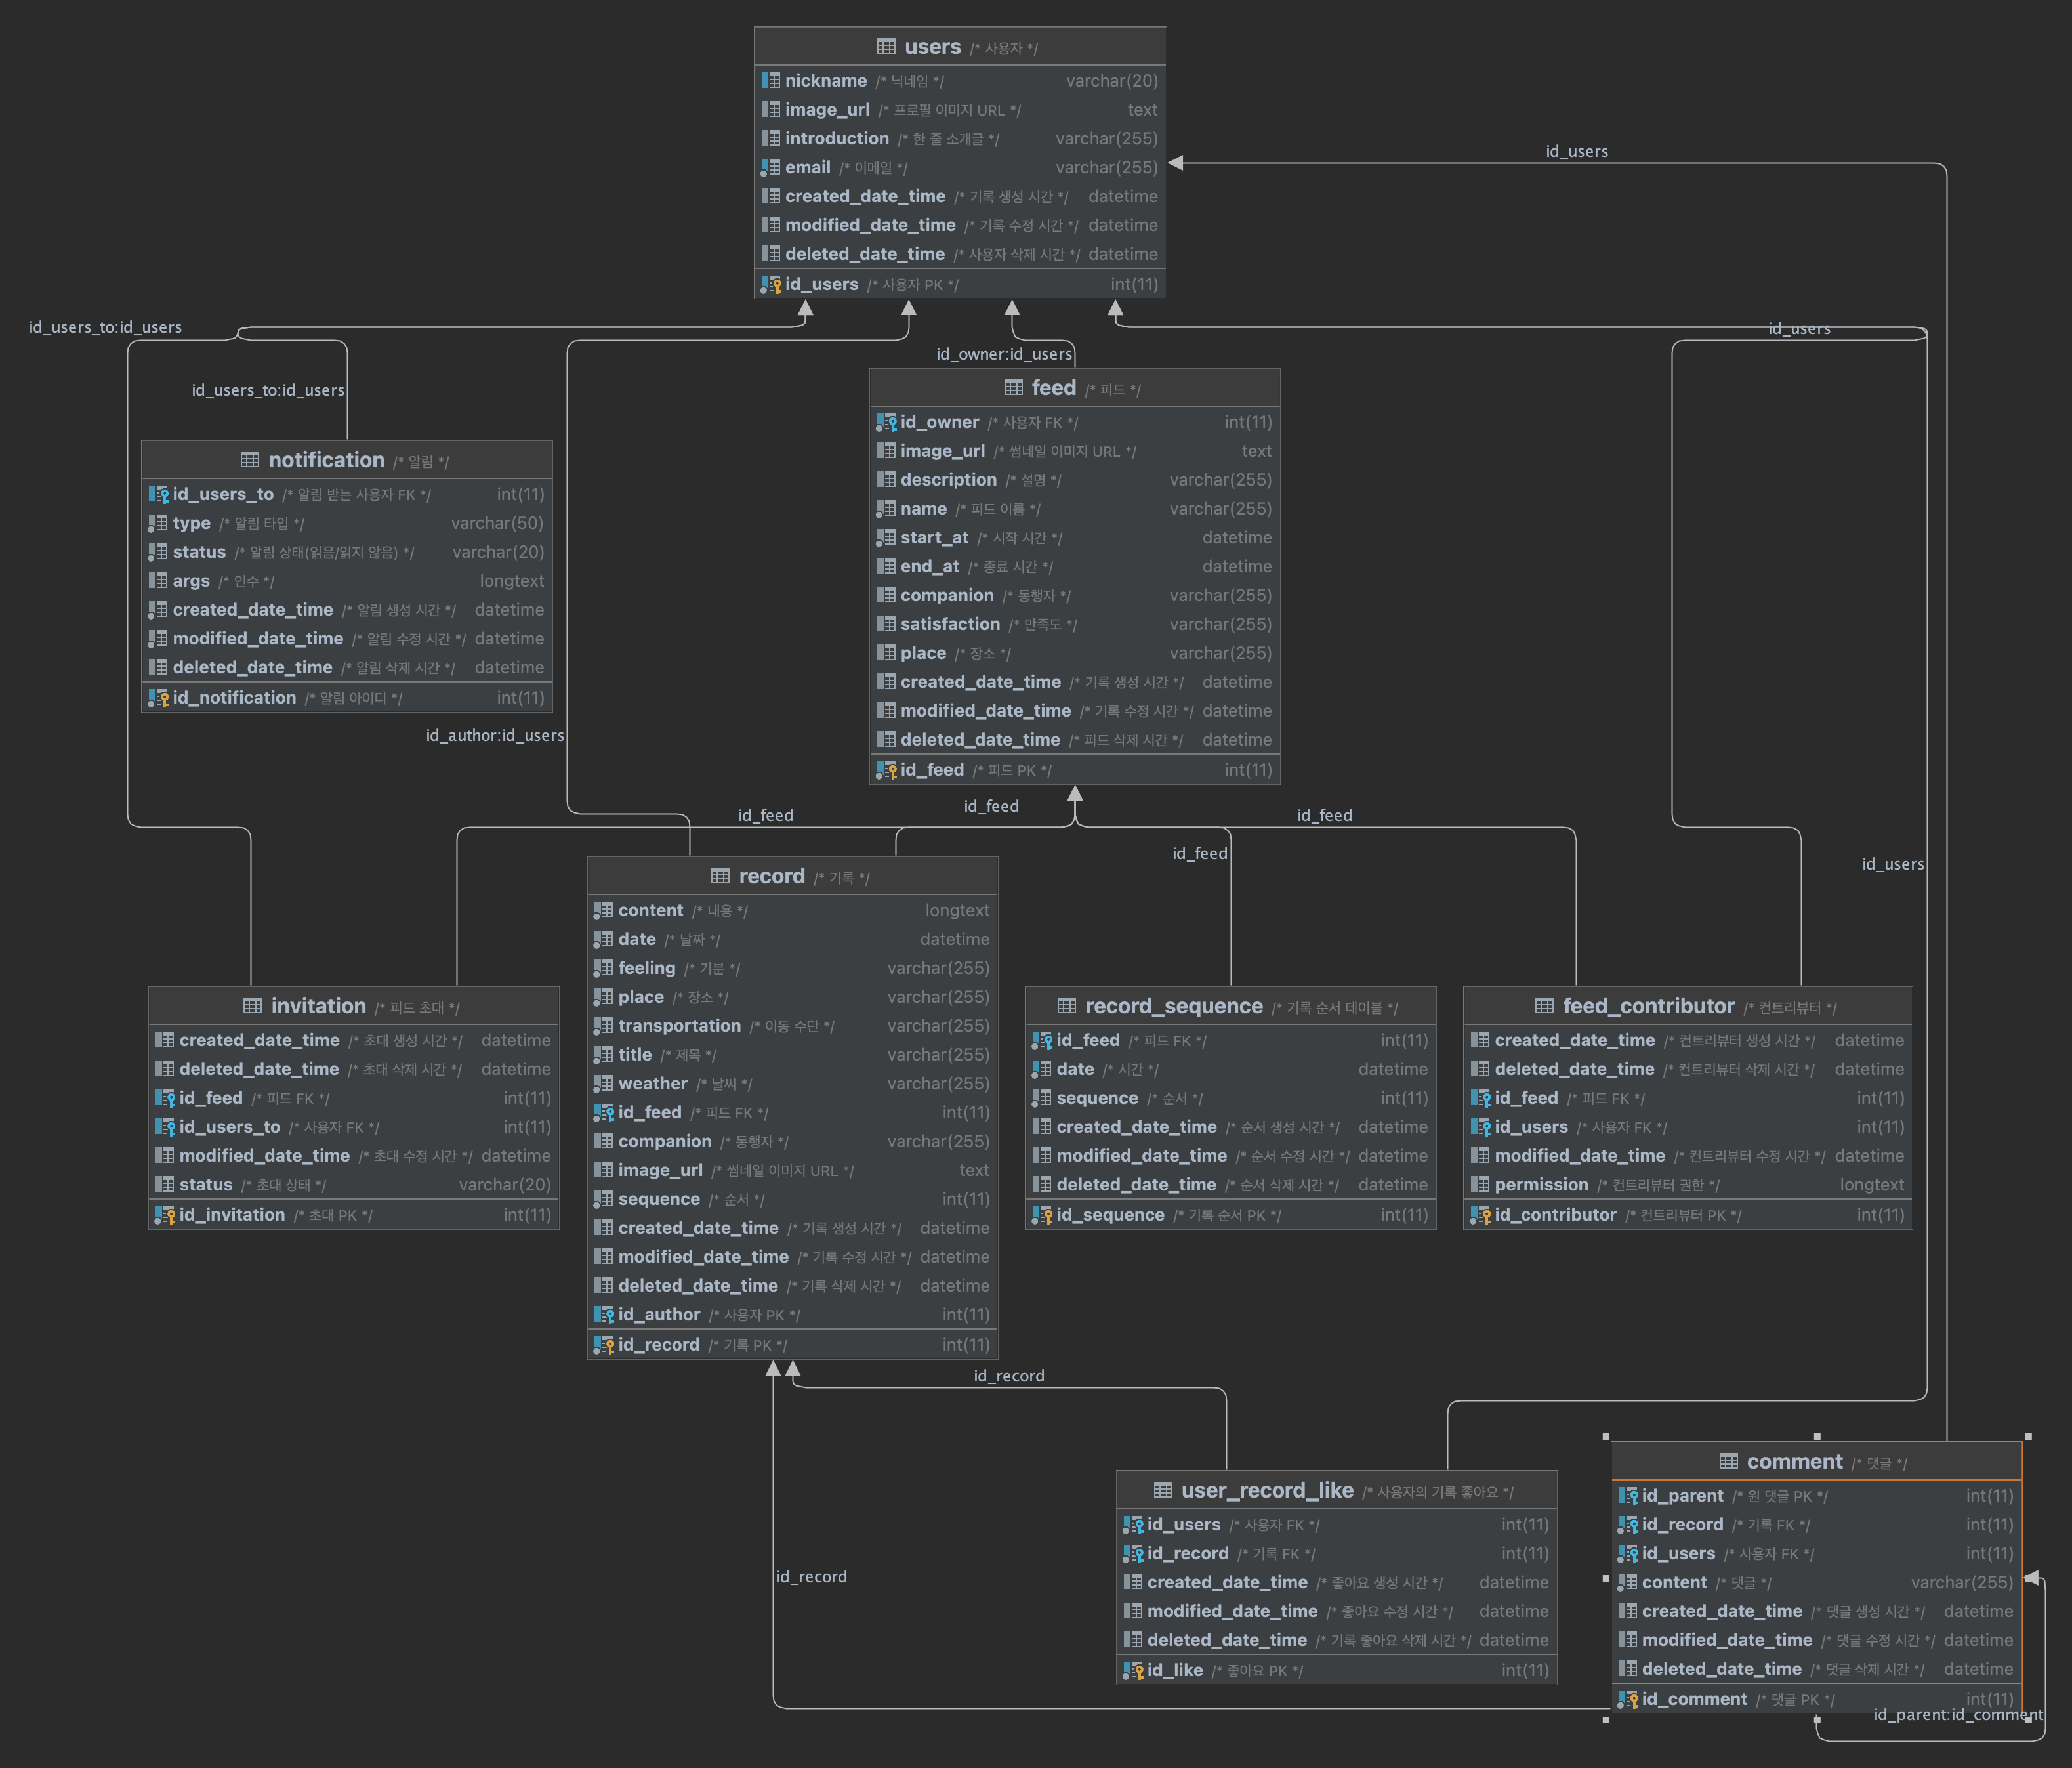 users /* 사용자 */
nickname /* 닉네임 */ varchar(20)
image_url /* 프로필 이미지 URL */ text
introduction /* 한 줄 소개글 */ varchar(255)
email /* 이메일 */ varchar(255)
created_date_time /* 기록 생성 시간 */ datetime
modified_date_time /* 기록 수정 시간 */ datetime
deleted_date_time /* 사용자 삭제 시간 */ datetime
id_users /* 사용자 PK */ int(11)
id_users
id_users_to:id_users
id_users_to:id_users
id_owner:id_users
id_users
feed /* 피드 */
id_owner /* 사용자 FK */ int(11)
image_url /* 썸네일 이미지 URL */ text
description /* 설명 */ varchar(255)
name /* 피드 이름 */ varchar(255)
start_at /* 시작 시간 */ datetime
end_at /* 종료 시간 */ datetime
companion /* 동행자 */ varchar(255)
satisfaction /* 만족도 */ varchar(255)
place /* 장소 */ varchar(255)
created_date_time /* 기록 생성 시간 */ datetime
modified_date_time /* 기록 수정 시간 */ datetime
deleted_date_time /* 피드 삭제 시간 */ datetime
id_feed /* 피드 PK */ int(11)
notification /* 알림 */
id_users_to /* 알림 받는 사용자 FK */ int(11)
type /* 알림 타입 */ varchar(50)
status /* 알림 상태(읽음/읽지 않음) */ varchar(20)
args /* 인수 */ longtext
created_date_time /* 알림 생성 시간 */ datetime
modified_date_time /* 알림 수정 시간 */ datetime
deleted_date_time /* 알림 삭제 시간 */ datetime
id_notification /* 알림 아이디 */ int(11)
id_author:id_users
id_feed
id_feed
id_feed
id_feed
id_users
record /* 기록 */
content /* 내용 */ longtext
date /* 날짜 */ datetime
feeling /* 기분 */ varchar(255)
place /* 장소 */ varchar(255)
transportation /* 이동 수단 */ varchar(255)
title /* 제목 */ varchar(255)
weather /* 날씨 */ varchar(255)
id_feed /* 피드 FK */ int(11)
companion /* 동행자 */ varchar(255)
image_url /* 썸네일 이미지 URL */ text
sequence /* 순서 */ int(11)
created_date_time /* 기록 생성 시간 */ datetime
modified_date_time /* 기록 수정 시간 */ datetime
deleted_date_time /* 기록 삭제 시간 */ datetime
id_author /* 사용자 PK */ int(11)
id_record /* 기록 PK */ int(11)
invitation /* 피드 초대 */
created_date_time /* 초대 생성 시간 */ datetime
deleted_date_time /* 초대 삭제 시간 */ datetime
id_feed /* 피드 FK */ int(11)
id_users_to /* 사용자 FK */ int(11)
modified_date_time /* 초대 수정 시간 */ datetime
status /* 초대 상태 */ varchar(20)
id_invitation /* 초대 PK */ int(11)
record_sequence /* 기록 순서 테이블 */
id_feed /* 피드 FK */ int(11)
date /* 시간 */ datetime
sequence /* 순서 */ int(11)
created_date_time /* 순서 생성 시간 */ datetime
modified_date_time /* 순서 수정 시간 */ datetime
deleted_date_time /* 순서 삭제 시간 */ datetime
id_sequence /* 기록 순서 PK */ int(11)
feed_contributor /* 컨트리뷰터 */
created_date_time /* 컨트리뷰터 생성 시간 */ datetime
deleted_date_time /* 컨트리뷰터 삭제 시간 */ datetime
id_feed /* 피드 FK */ int(11)
id_users /* 사용자 FK */ int(11)
modified_date_time /* 컨트리뷰터 수정 시간 */ datetime
permission /* 컨트리뷰터 권한 */ longtext
id_contributor /* 컨트리뷰터 PK */ int(11)
id_record
id_record
user_record_like /* 사용자의 기록 좋아요 */
id_users /* 사용자 FK */ int(11)
id_record /* 기록 FK */ int(11)
created_date_time /* 좋아요 생성 시간 */ datetime
modified_date_time /* 좋아요 수정 시간 */ datetime
deleted_date_time /* 기록 좋아요 삭제 시간 */ datetime
id_like /* 좋아요 PK */ int(11)
comment /* 댓글 */
id_parent /* 원 댓글 PK */ int(11)
id_record /* 기록 FK */ int(11)
id_users /* 사용자 FK */ int(11)
content /* 댓글 */ varchar(255)
created_date_time /* 댓글 생성 시간 */ datetime
modified_date_time /* 댓글 수정 시간 */ datetime
deleted_date_time /* 댓글 삭제 시간 */ datetime
id_comment /* 댓글 PK */ int(11)
id_parent:id_comment